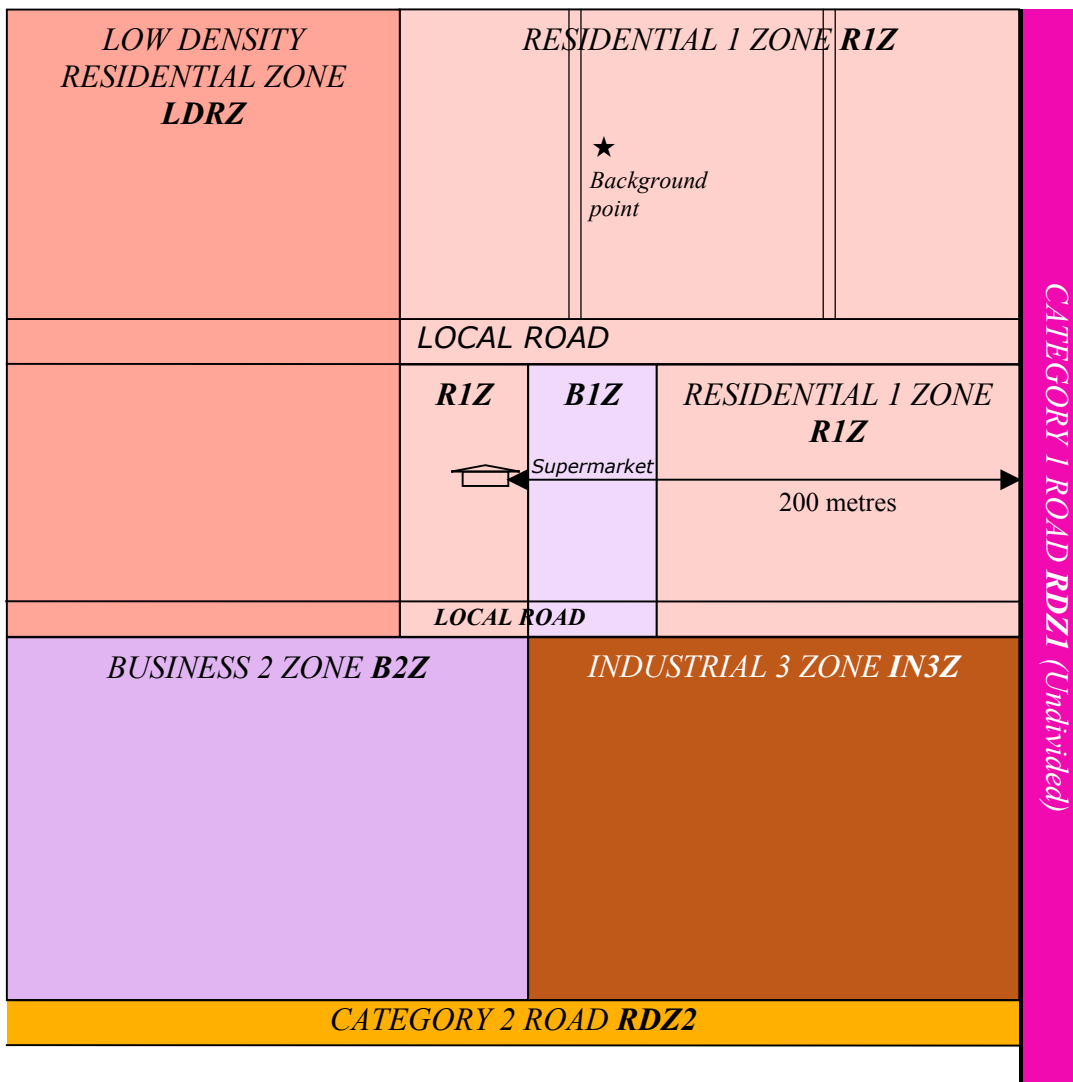 LOW DENSITY
RESIDENTIAL ZONE
LDRZ
RESIDENTIAL 1 ZONE R1Z
Background
point
LOCAL ROAD
R1Z
B1Z
RESIDENTIAL 1 ZONE
R1Z
Supermarket
200 metres
LOCAL ROAD
BUSINESS 2 ZONE B2Z
INDUSTRIAL 3 ZONE IN3Z
CATEGORY 2 ROAD RDZ2
CATEGORY 1 ROAD RDZ1 (Undivided)